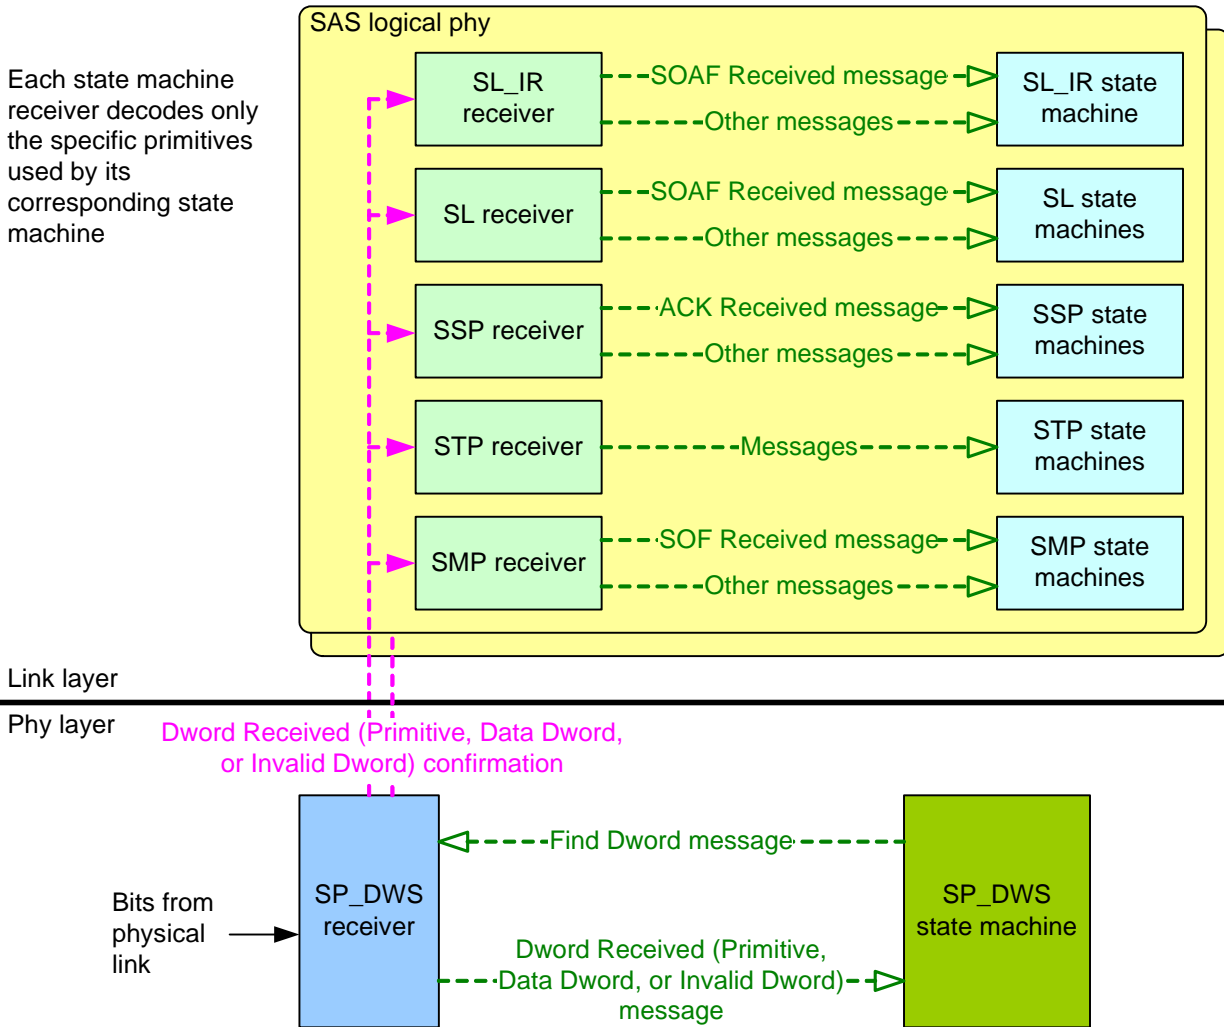 SAS logical phy
Each state machine
receiver decodes only
the specific primitives
used by its
corresponding state
machine
SL_IR
receiver
SOAF Received message
Other messages
SL_IR state
machine
SL receiver
SOAF Received message
Other messages
SL state
machines
SSP receiver
ACK Received message
Other messages
SSP state
machines
STP receiver
Messages
STP state
machines
SMP receiver
SOF Received message
Other messages
SMP state
machines
Link layer
Phy layer
Dword Received (Primitive, Data Dword,
or Invalid Dword) confirmation
Bits from
physical
link
SP_DWS
receiver
Find Dword message
Dword Received (Primitive,
Data Dword, or Invalid Dword)
message
SP_DWS
state machine